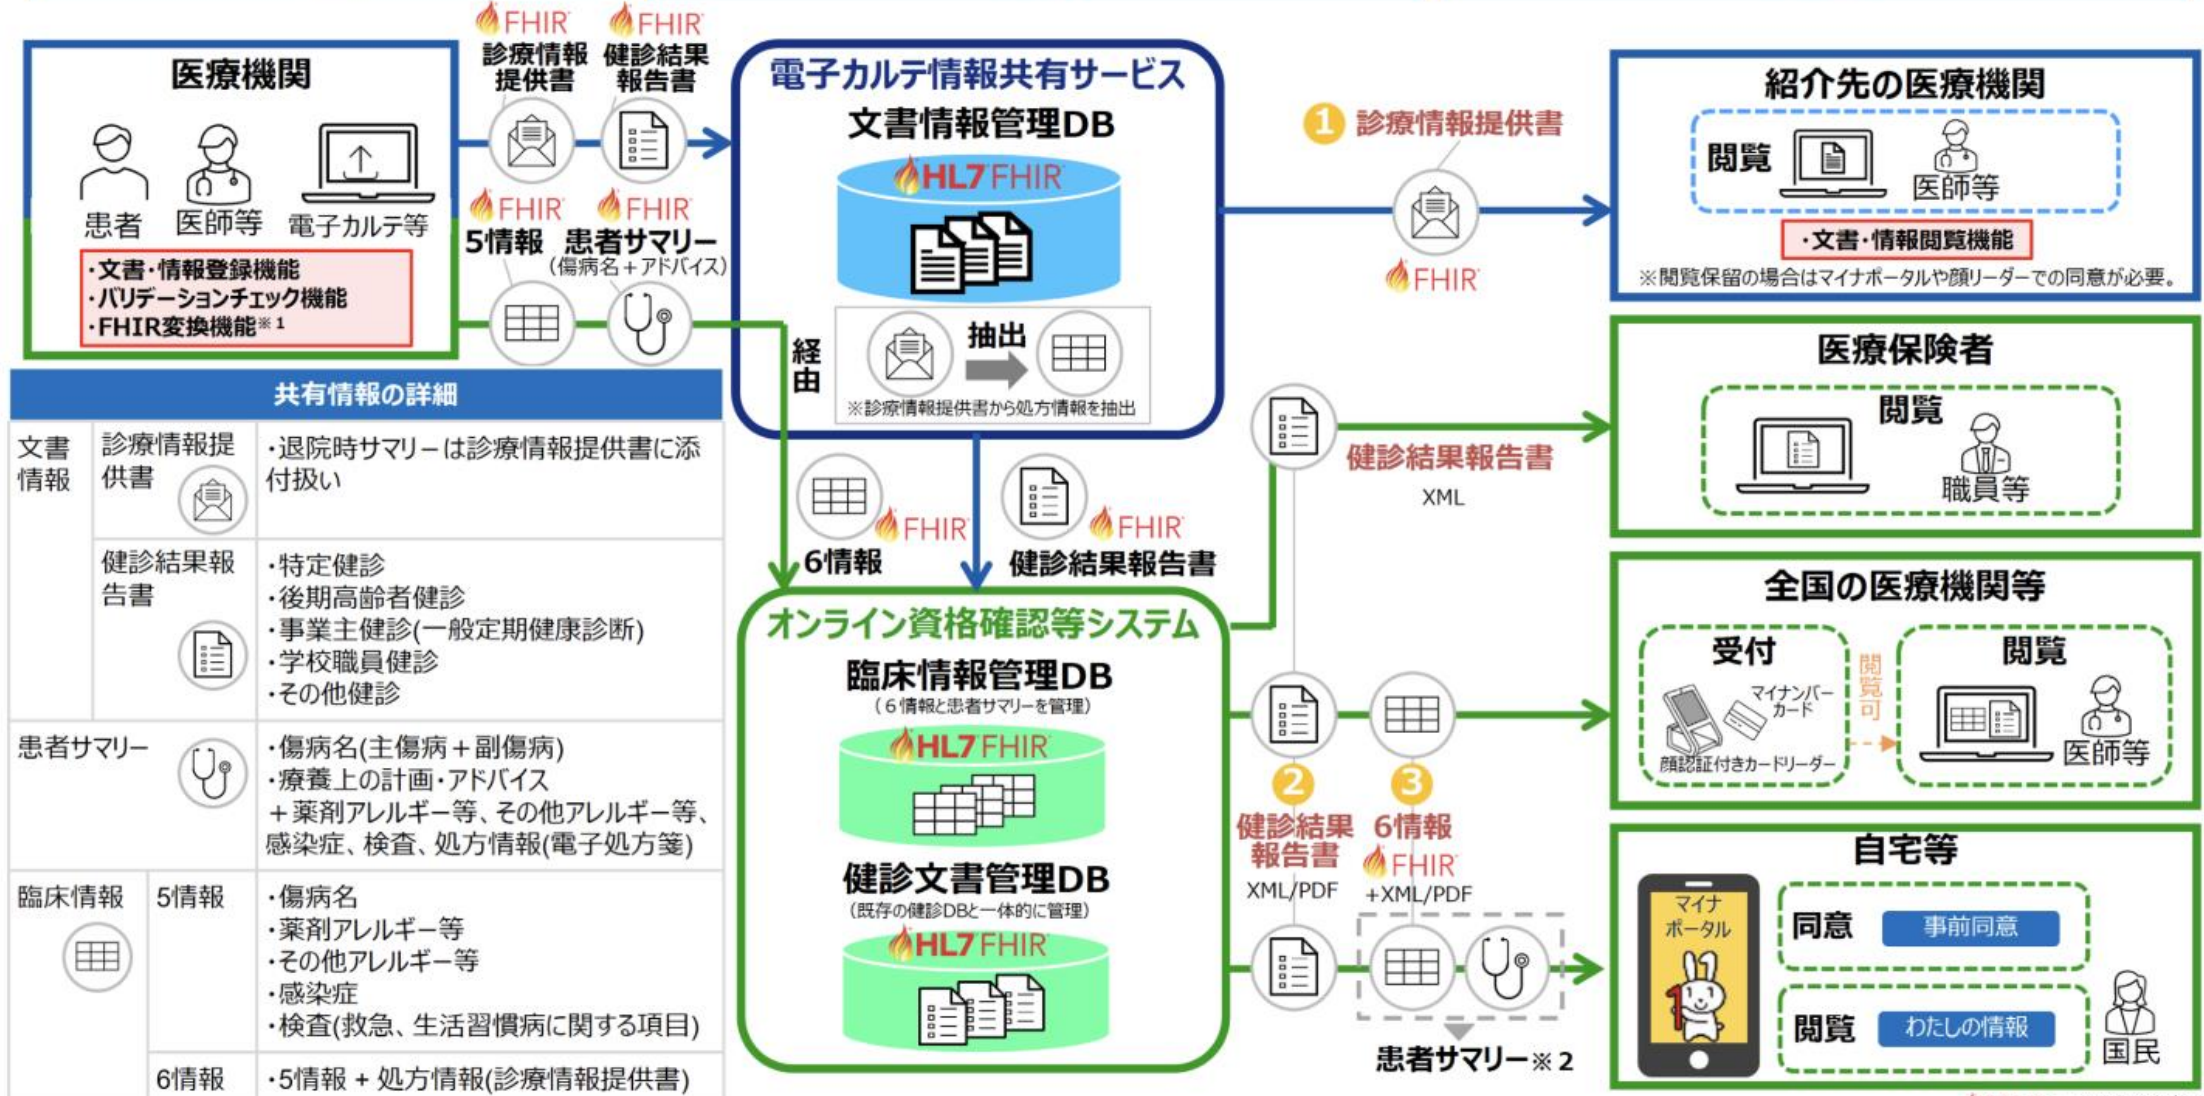 FHIR
診療情報
提供書
FHIR
健診結果
報告書
医療機関
患者
医師等
電子カルテ等
・文書・情報登録機能
・バリデーションチェック機能
・FHIR変換機能※1
FHIR
5情報
FHIR
患者サマリー
(傷病名+アドバイス)
電子カルテ情報共有サービス
文書情報管理DB
HL7 FHIR
経由
抽出
※診療情報提供書から処方情報を抽出
1 診療情報提供書
FHIR
紹介先の医療機関
閲覧
医師等
・文書・情報閲覧機能
※閲覧保留の場合はマイナポータルや顔リーダーでの同意が必要。
共有情報の詳細
文書
情報
診療情報提
供書
・退院時サマリーは診療情報提供書に添
付扱い
健診結果報
告書
・特定健診
・後期高齢者健診
・事業主健診(一般定期健康診断)
・学校職員健診
・その他健診
患者サマリー
・傷病名(主傷病+副傷病)
・療養上の計画・アドバイス
+薬剤アレルギー等、その他アレルギー等、
感染症、検査、処方情報(電子処方箋)
臨床情報
5情報
・傷病名
・薬剤アレルギー等
・その他アレルギー等
・感染症
・検査(救急、生活習慣病に関する項目)
6情報
・5情報 + 処方情報(診療情報提供書)
FHIR
6情報
FHIR
健診結果報告書
オンライン資格確認等システム
臨床情報管理DB
(6情報と患者サマリーを管理)
HL7 FHIR
健診文書管理DB
(既存の健診DBと一体的に管理)
HL7 FHIR
健診結果報告書
XML
医療保険者
閲覧
職員等
2
健診結果
報告書
XML/PDF
3
6情報
FHIR
+XML/PDF
患者サマリー※2
全国の医療機関等
受付
マイナンバー
カード
顔認証付きカードリーダー
閲覧可
閲覧
医師等
自宅等
マイナ
ポータル
1
同意
事前同意
閲覧
わたしの情報
国民